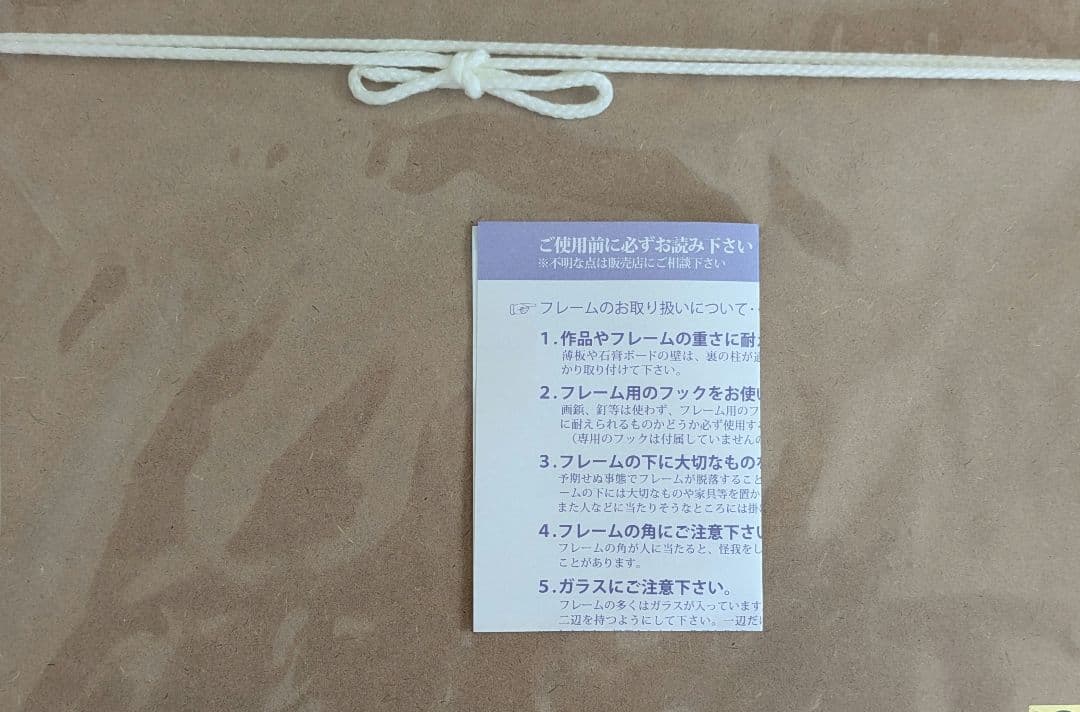 ご使用前に必ずお読み下さい
※不明な点は販売店にご相談下さい
☞フレームのお取り扱いについて‥
1.作品やフレームの重さに耐
薄板や石膏ボードの壁は、裏の柱が
かり取り付けて下さい。
2.フレーム用のフックをお使
画鋲、釘等は使わず、フレーム用のフ
に耐えられるものかどうか必ず使用す
（専用のフックは付属していません
3.フレームの下に大切なもの
予期せぬ事態でフレームが脱落すること
ームの下には大切なものや家具等を置か
また人などに当たりそうなところには掛
4.フレームの角にご注意下さい
フレームの角が人に当たると、怪我をし
ことがあります。
5.ガラスにご注意下さい。
フレームの多くはガラスが入っています
二辺を持つようにして下さい。一辺だ